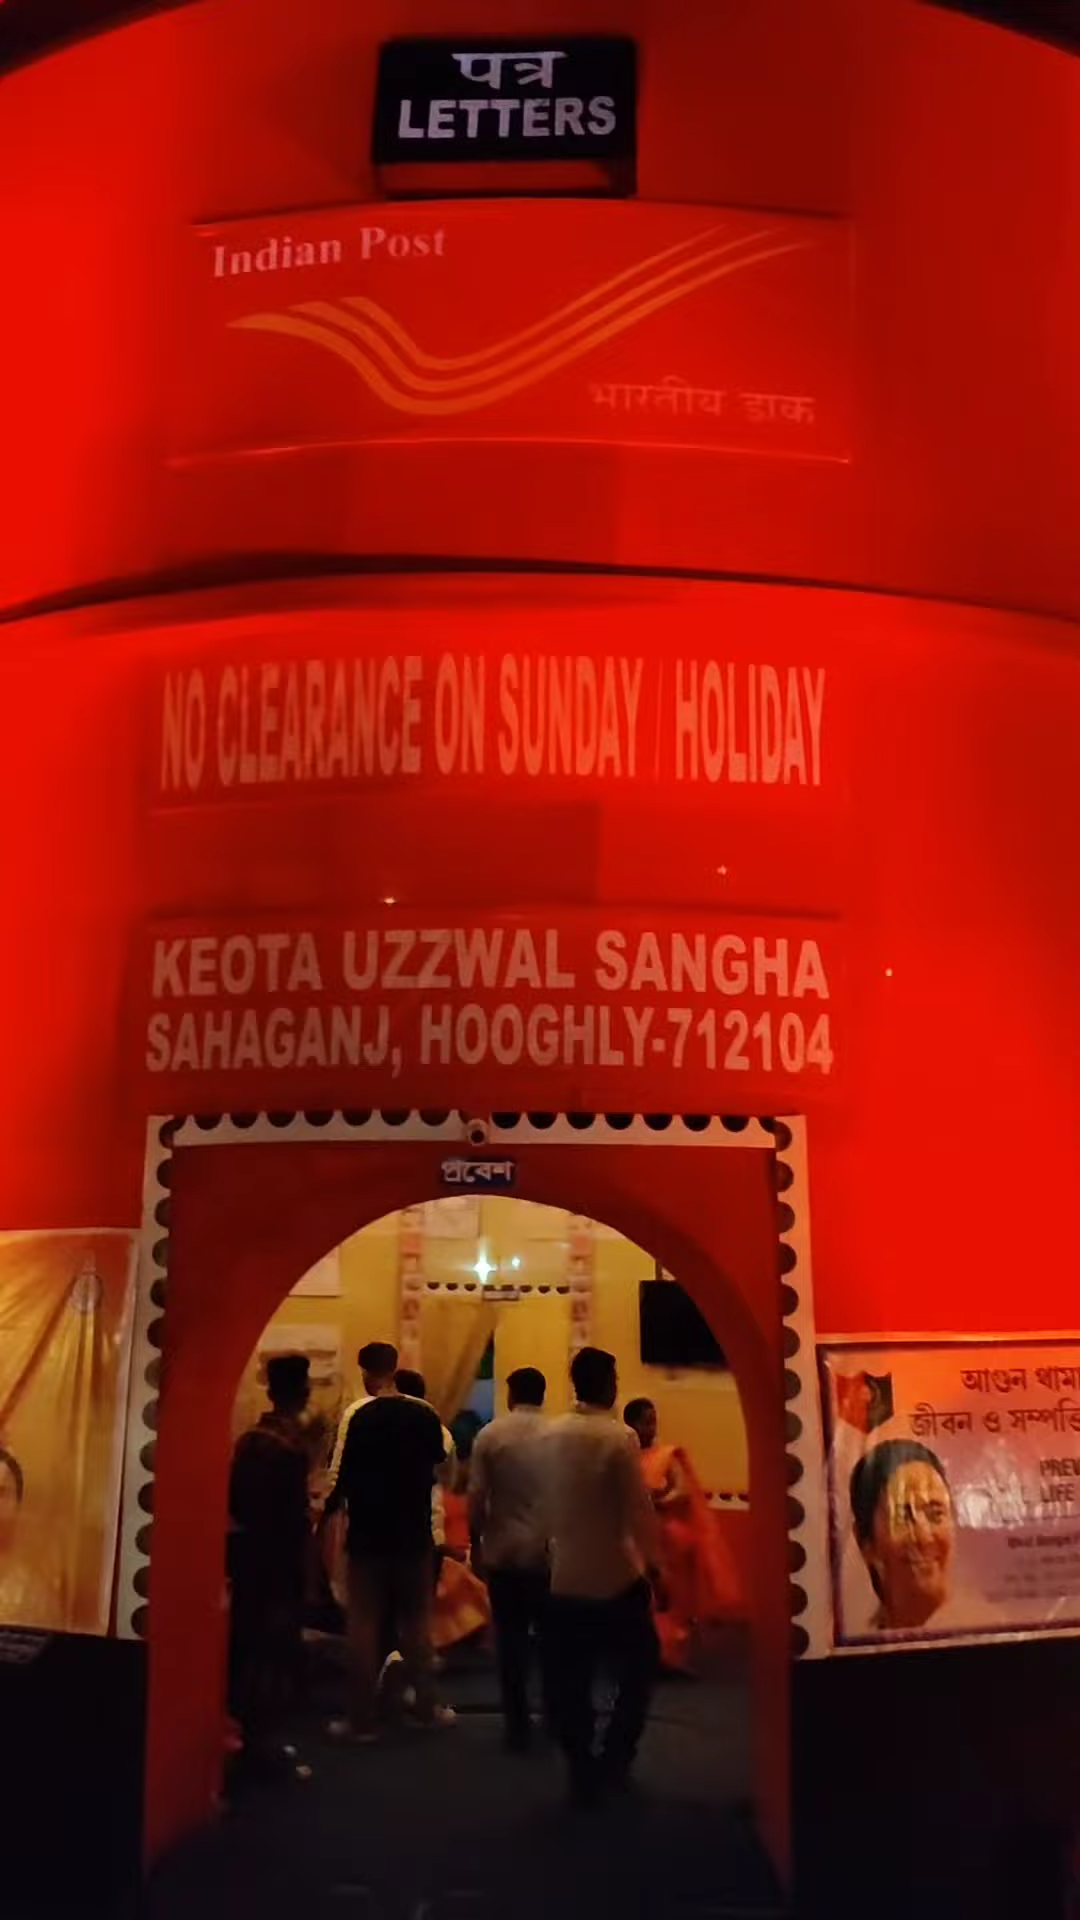 पत्र
LETTERS
Indian Post
भारतीय डाक
NO CLEARANCE ON SUNDAY / HOLIDAY
KEOTA UZZWAL SANGHA
SAHAGANJ, HOOGHLY-712104
প্রবেশ
আগুন থামা
জীবন ও সম্পত্তি
PREV
LIFE